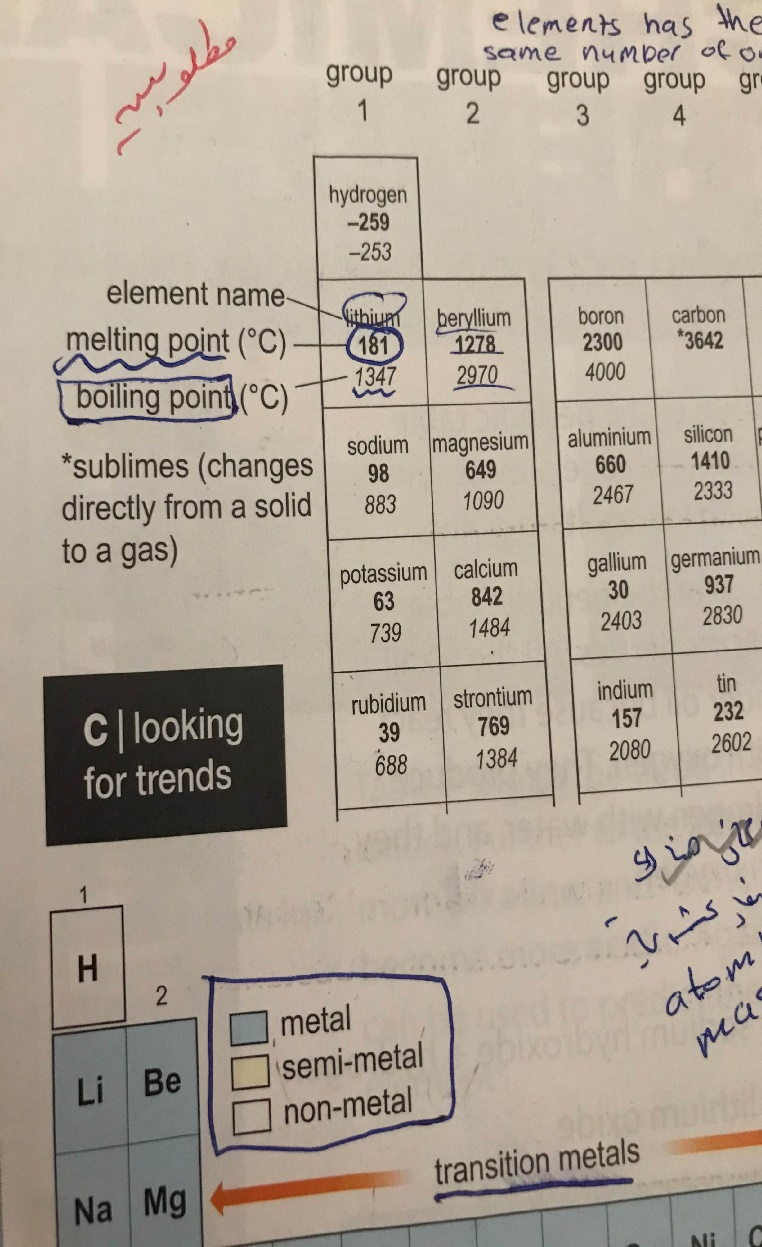 elements has the
same number of
مطلوبة
group group group group
1 2 3 4
hydrogen
–259
–253
element name lithium beryllium boron carbon
melting point (°C) 181 1278 2300 *3642
boiling point (°C) 1347 2970 4000
*sublimes (changes
directly from a solid
to a gas)
sodium magnesium aluminium silicon
98 649 660 1410
883 1090 2467 2333
potassium calcium gallium germanium
63 842 30 937
739 1484 2403 2830
rubidium strontium indium tin
39 769 157 232
688 1384 2080 2602
C | looking
for trends
atom
1
H
2
metal
semi-metal
non-metal
Li Be
transition metals
Na Mg
Ni